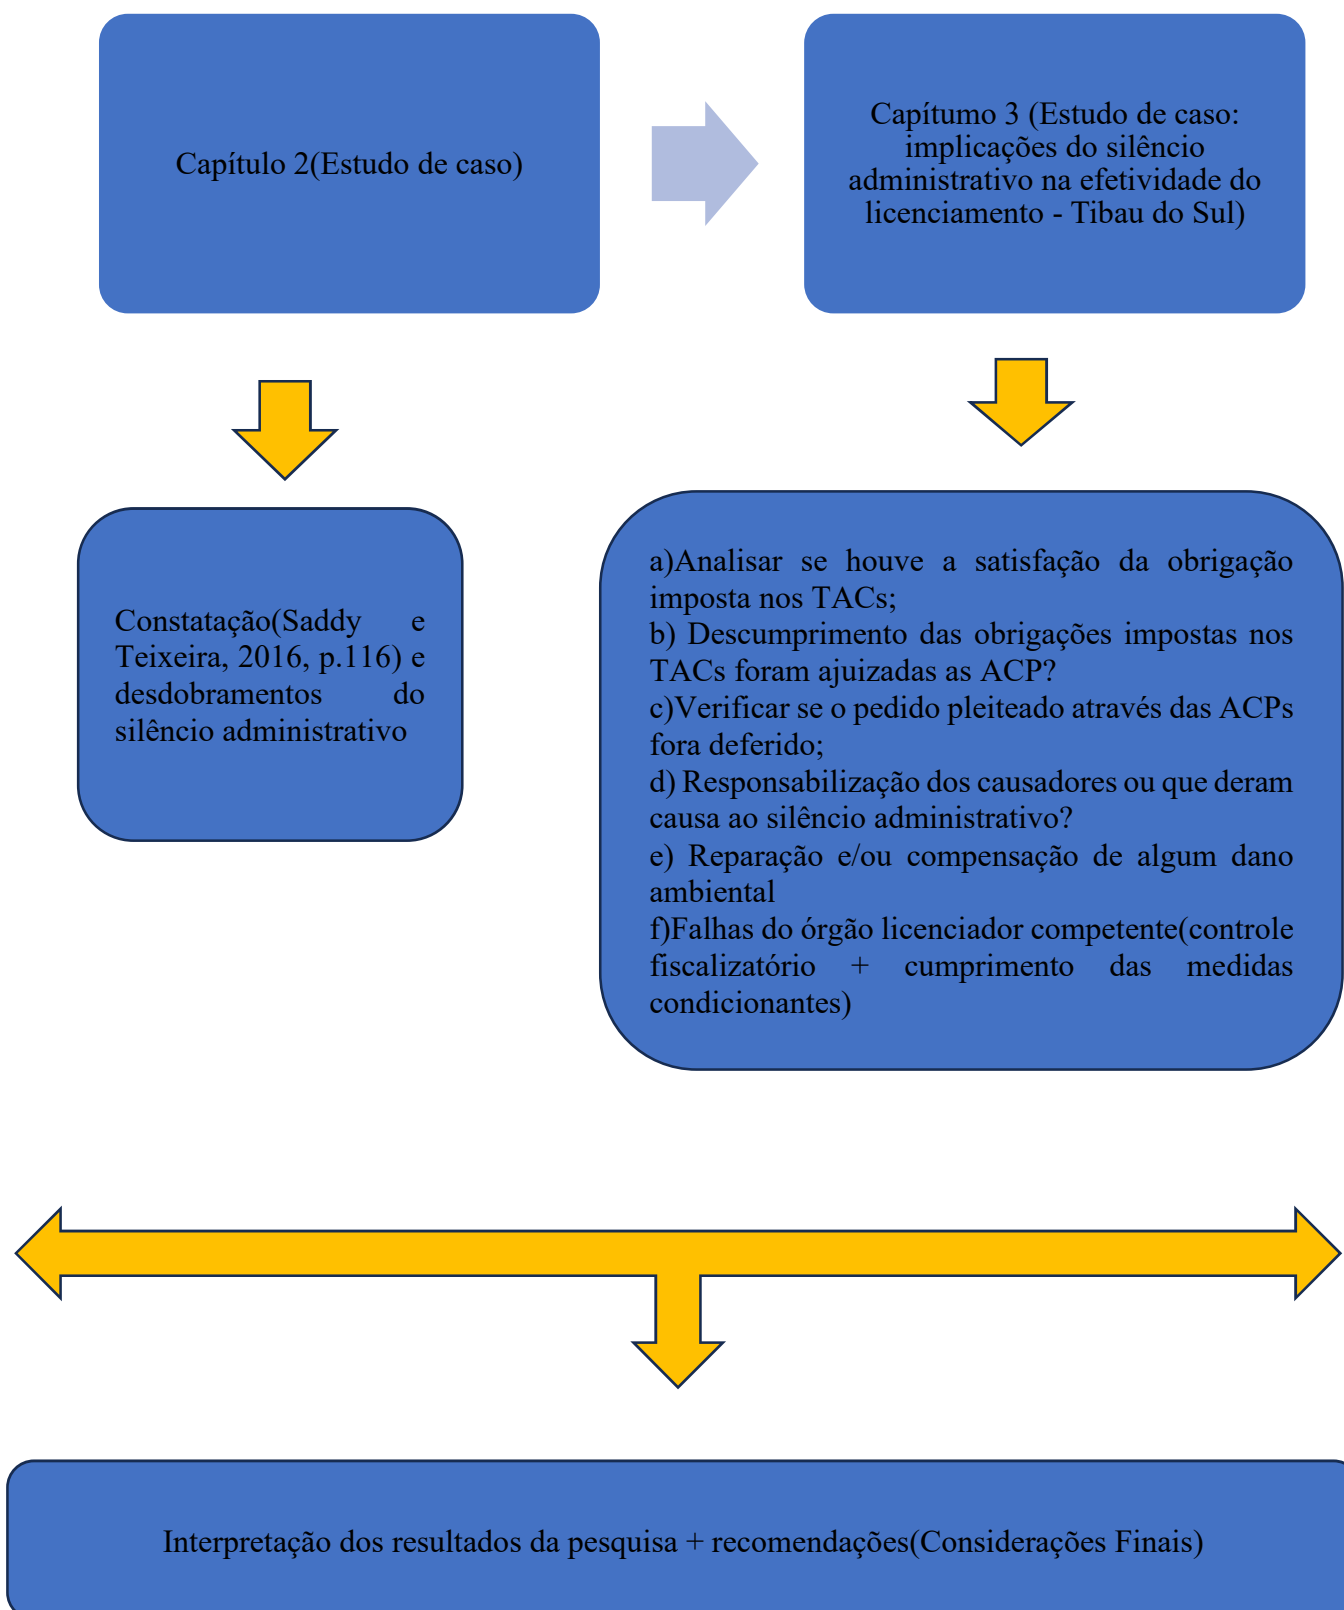 Capítulo 2(Estudo de caso)
Capítumo 3 (Estudo de caso:
implicações do silêncio
administrativo na efetividade do
licenciamento - Tibau do Sul)
Constatação(Saddy e
Teixeira, 2016, p.116) e
desdobramentos do
silêncio administrativo
a)Analisar se houve a satisfação da obrigação
imposta nos TACs;
b) Descumprimento das obrigações impostas nos
TACs foram ajuizadas as ACP?
c)Verificar se o pedido pleiteado através das ACPs
fora deferido;
d) Responsabilização dos causadores ou que deram
causa ao silêncio administrativo?
e) Reparação e/ou compensação de algum dano
ambiental
f)Falhas do órgão licenciador competente(controle
fiscalizatório + cumprimento das medidas
condicionantes)
Interpretação dos resultados da pesquisa + recomendações(Considerações Finais)